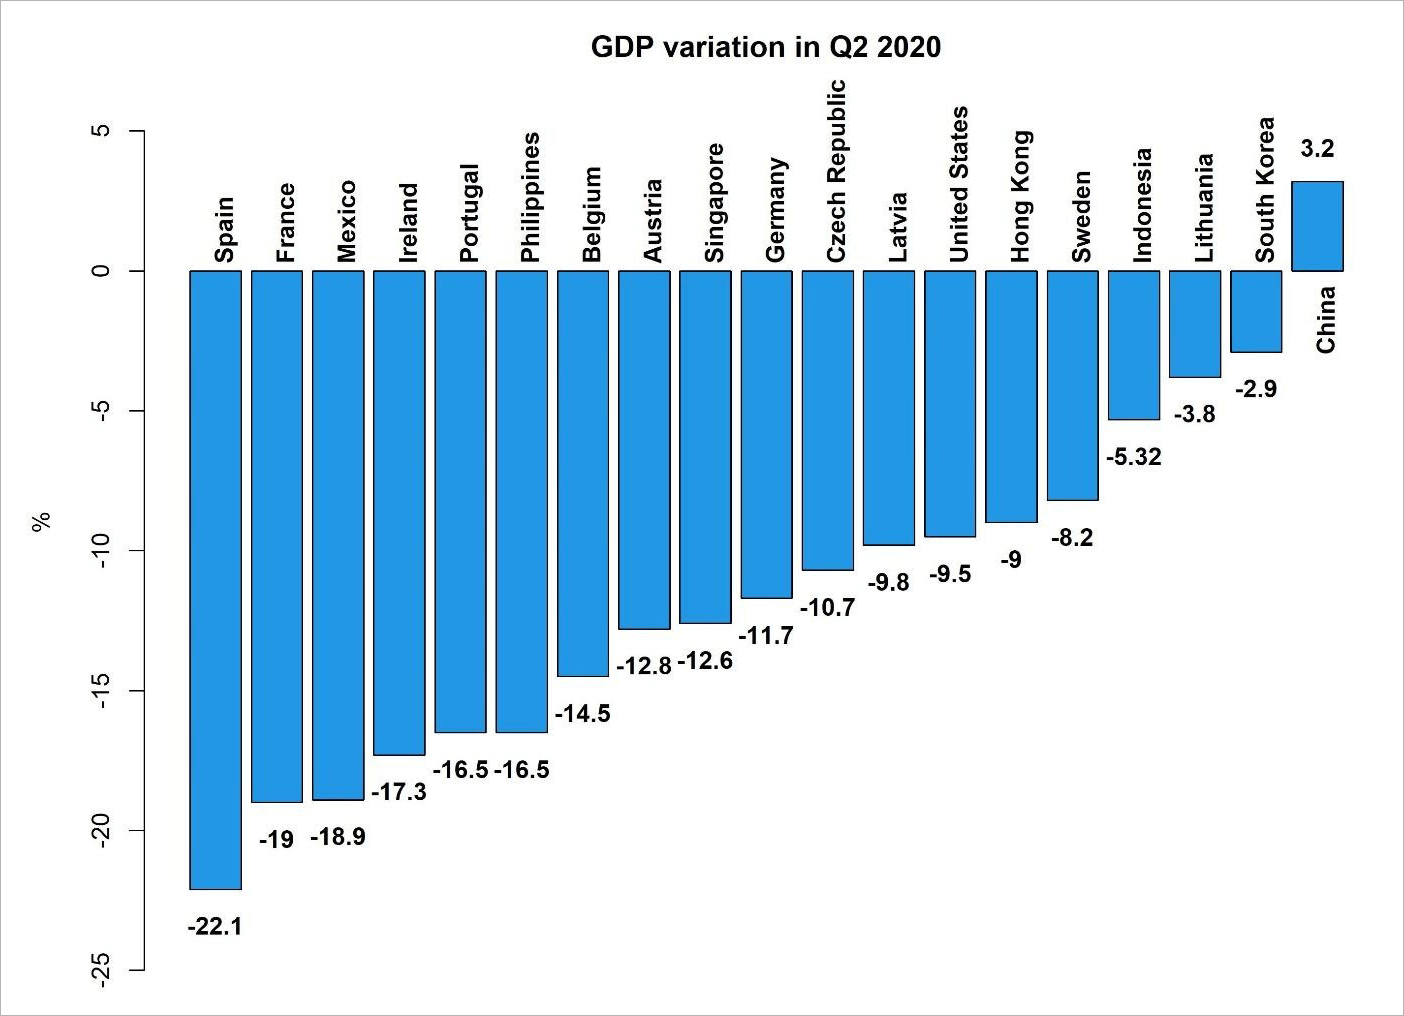 GDP variation in Q2 2020
%
5
0
-5
-10
-15
-20
-25
Spain
France
Mexico
Ireland
Portugal
Philippines
Belgium
Austria
Singapore
Germany
Czech Republic
Latvia
United States
Hong Kong
Sweden
Indonesia
Lithuania
South Korea
China
-22.1
-19
-18.9
-17.3
-16.5
-16.5
-14.5
-12.8
-12.6
-11.7
-10.7
-9.8
-9.5
-9
-8.2
-5.32
-3.8
-2.9
3.2